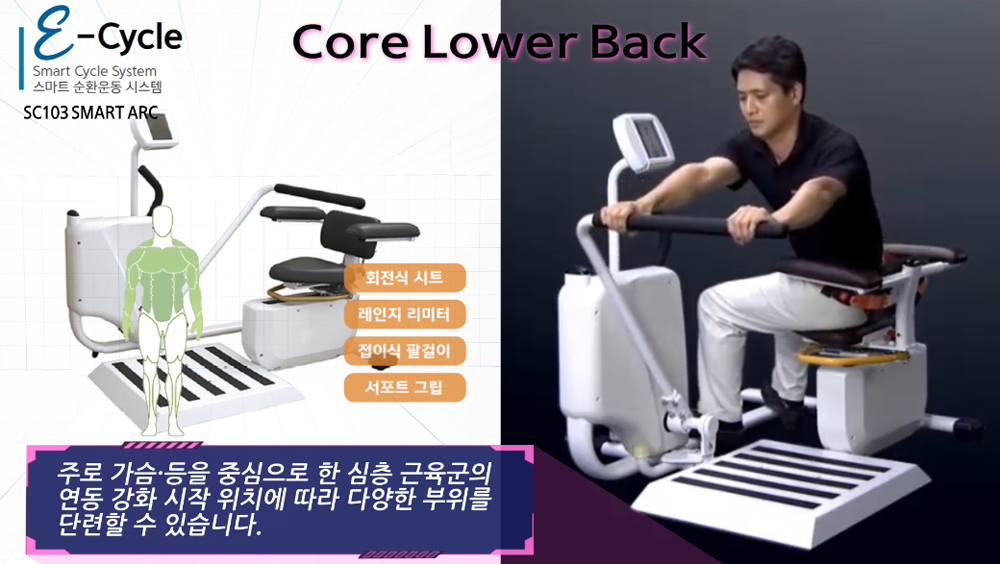 E-Cycle
Smart Cycle System
스마트 순환운동 시스템
SC103 SMART ARC
Core Lower Back
회전식 시트
레인지 리미터
접이식 팔걸이
서포트 그립
주로 가슴·등을 중심으로 한 심층 근육군의
연동 강화 시작 위치에 따라 다양한 부위를
단련할 수 있습니다.